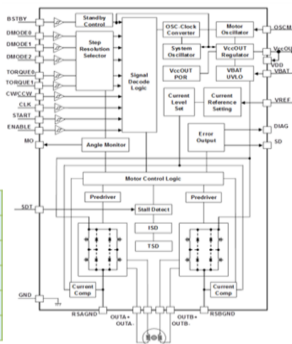 BSTBY
DMODE0
DMODE1
DMODE2
TORQUE0
TORQUE1
CW/CCW
CLK
START
ENABLE
MO
SDT
GND
Standby Control
Step Resolution Selector
Signal Decode Logic
OSC-Clock Converter
Motor Oscillator
System Oscillator
VccOUT Regulator
VccOUT POR
VBAT UVLO
Current Level Set
Current Reference Setting
Error Output
Angle Monitor
Motor Control Logic
Predriver
Predriver
Stall Detect
ISD
TSD
Current Comp
Current Comp
OSCM
VccOUT
VDD
VBAT
VREF
DIAG
SD
RSAGND
OUTA+
OUTA-
OUTB+
OUTB-
RSBGND